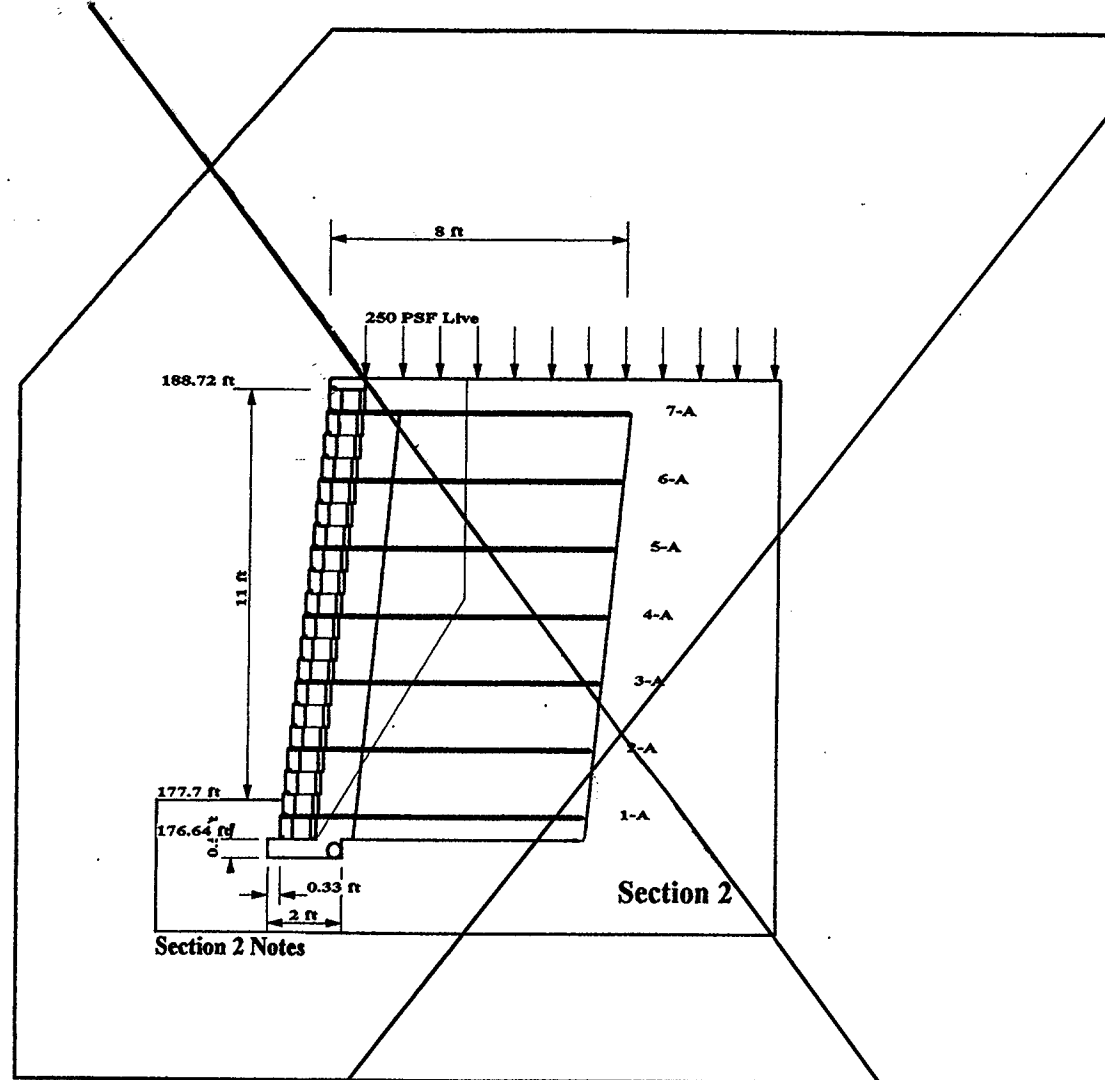 8 ft
250 PSF Live
188.72 ft
7-A
6-A
5-A
11 ft
4-A
3-A
2-A
177.7 ft
1-A
176.64 ft
0.33 ft
Section 2
2 ft
Section 2 Notes